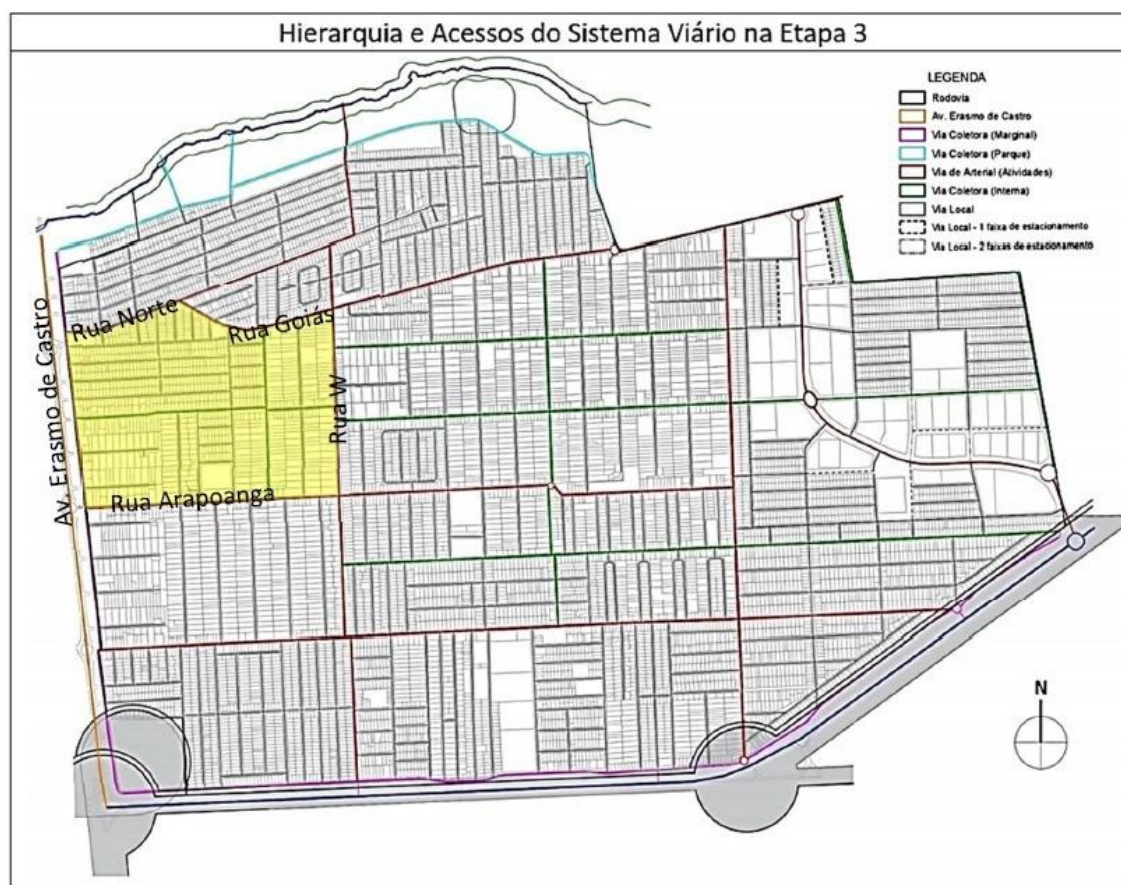 Hierarquia e Acessos do Sistema Viário na Etapa 3
LEGENDA
Rodovia
Av. Erasmo de Castro
Via Coletora (Marginal)
Via Coletora (Parque)
Via de Arterial (Atividades)
Via Coletora (Interna)
Via Local
Via Local - 1 faixa de estacionamento
Via Local - 2 faixas de estacionamento
Rua Norte
Rua Goiás
Av. Erasmo de Castro
Rua W
Rua Arapoanga
N